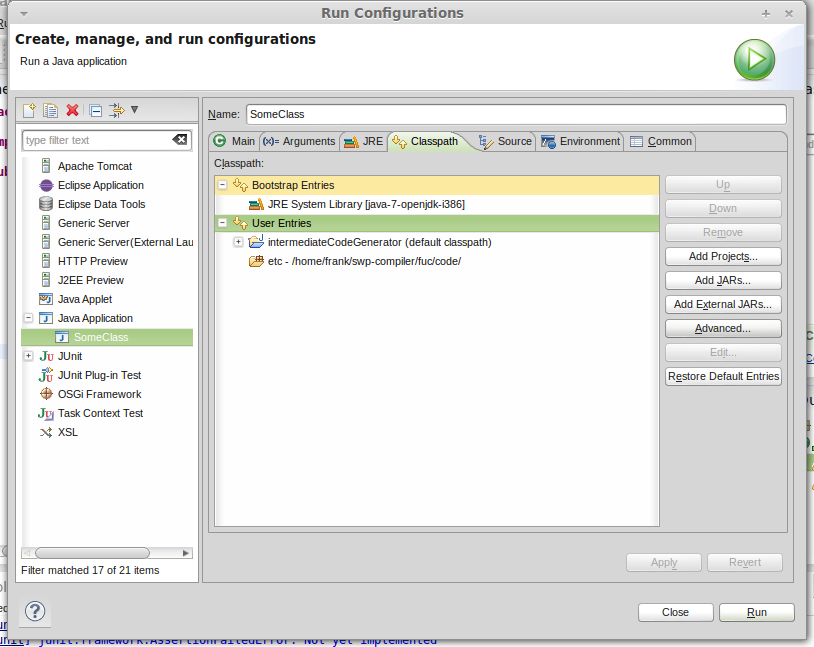 Run Configurations
Create, manage, and run configurations
Run a Java application
Name: SomeClass
type filter text
Main (x)= Arguments JRE Classpath Source Environment Common
Classpath:
Apache Tomcat
Eclipse Application
Eclipse Data Tools
Generic Server
Generic Server(External Lau
HTTP Preview
J2EE Preview
Java Applet
Java Application
SomeClass
JUnit
JUnit Plug-in Test
OSGi Framework
Task Context Test
XSL
Filter matched 17 of 21 items
Bootstrap Entries
JRE System Library [java-7-openjdk-i386]
User Entries
intermediateCodeGenerator (default classpath)
etc - /home/frank/swp-compiler/fuc/code/
Up
Down
Remove
Add Projects...
Add JARs...
Add External JARs...
Advanced...
Edit...
Restore Default Entries
Apply Revert
Close Run
junit.framework.AssertionFailedError: Not yet implemented